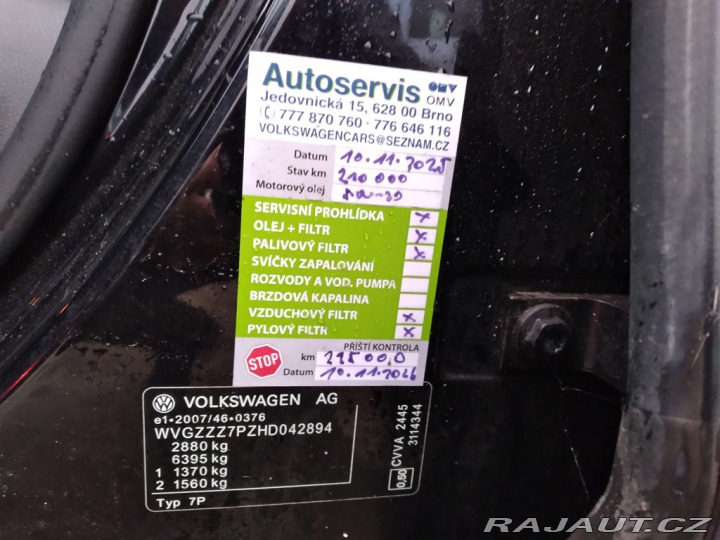 Autoservis OMV
OMV
Jedovnická 15, 628 00 Brno
777 870 760 - 776 646 116
VOLKSWAGENCARS@SEZNAM.CZ
Datum 10.11.2025
Stav km 210 000
Motorový olej
SERVISNÍ PROHLÍDKA x
OLEJ + FILTR x
PALIVOVÝ FILTR x
SVÍČKY ZAPALOVÁNÍ
ROZVODY A VOD. PUMPA
BRZDOVÁ KAPALINA
VZDUCHOVÝ FILTR x
PYLOVÝ FILTR x
PŘÍŠTÍ KONTROLA
STOP
km 225000
Datum 10.11.2026
VOLKSWAGEN AG
e1*2007/46*0376
WVGZZZ7PZHD042894
2880 kg
6395 kg
1 1370 kg
2 1560 kg
Typ 7P
0.50
CVVA 2445
3114344
RAJAUT.CZ